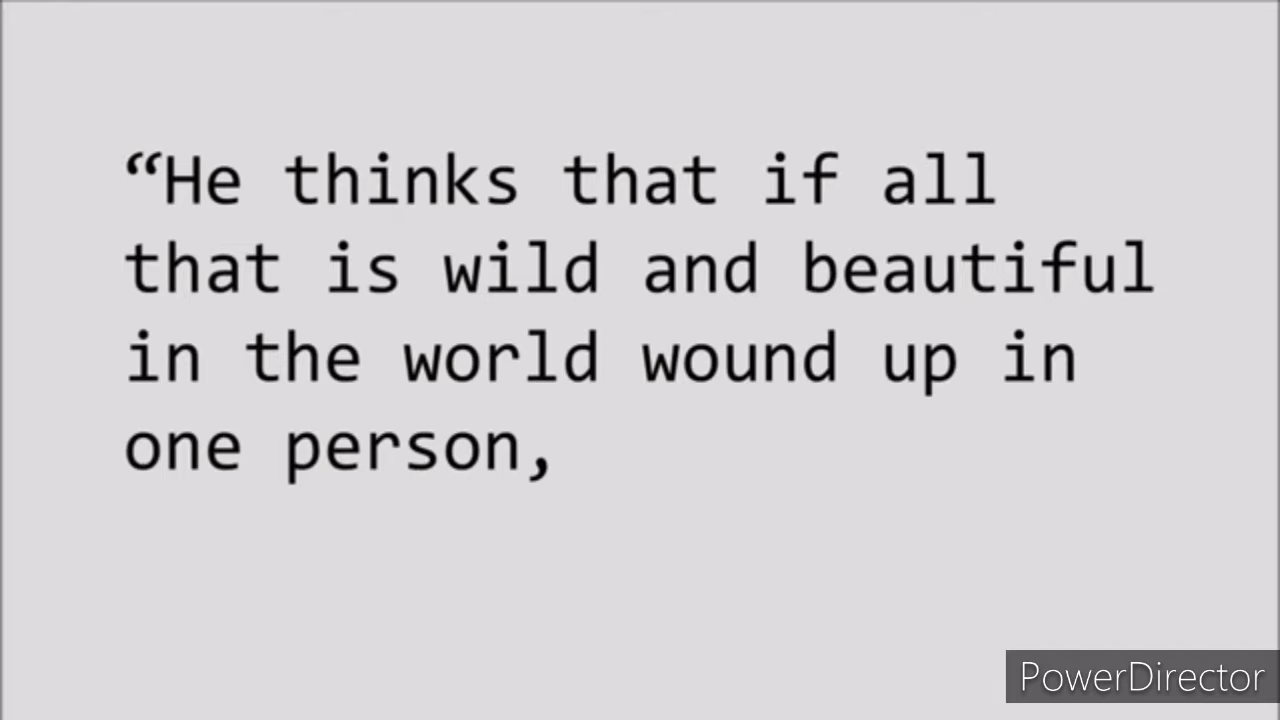 “He thinks that if all
that is wild and beautiful
in the world wound up in
one person,
PowerDirector